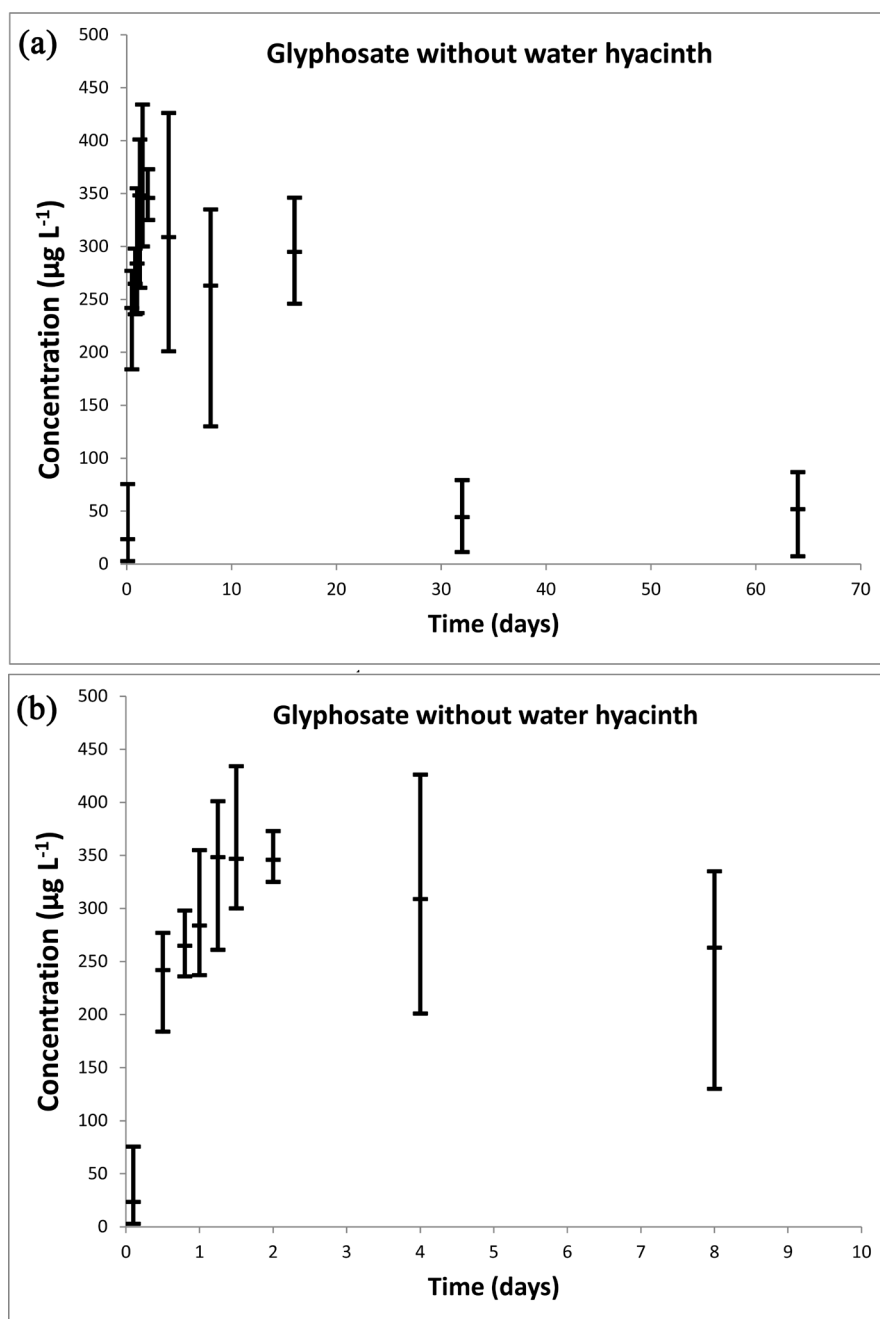 (a)
Glyphosate without water hyacinth
Concentration (µg L-1)
500
450
400
350
300
250
200
150
100
50
0
0 10 20 30 40 50 60 70
Time (days)
(b)
Glyphosate without water hyacinth
Concentration (µg L-1)
500
450
400
350
300
250
200
150
100
50
0
0 1 2 3 4 5 6 7 8 9 10
Time (days)